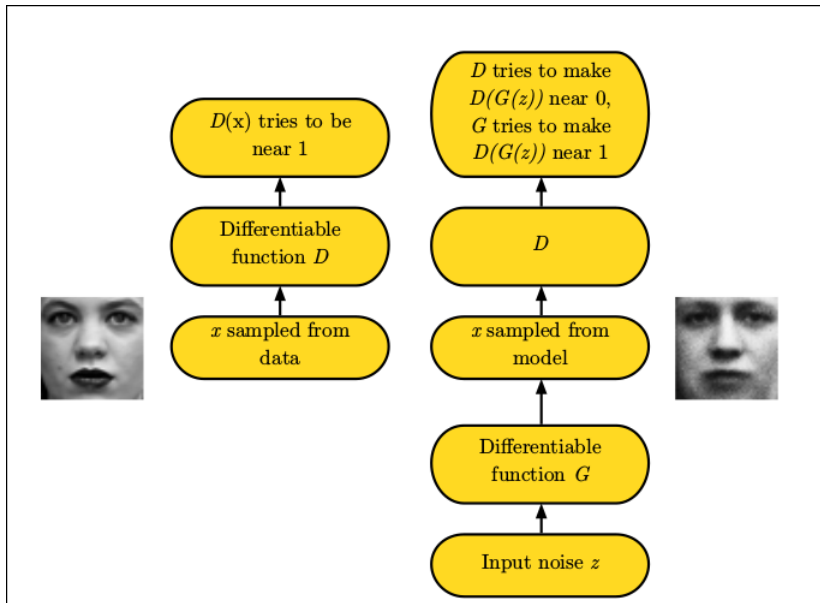 D(x) tries to be
near 1
Differentiable
function D
x sampled from
data
D tries to make
D(G(z)) near 0,
G tries to make
D(G(z)) near 1
D
x sampled from
model
Differentiable
function G
Input noise z